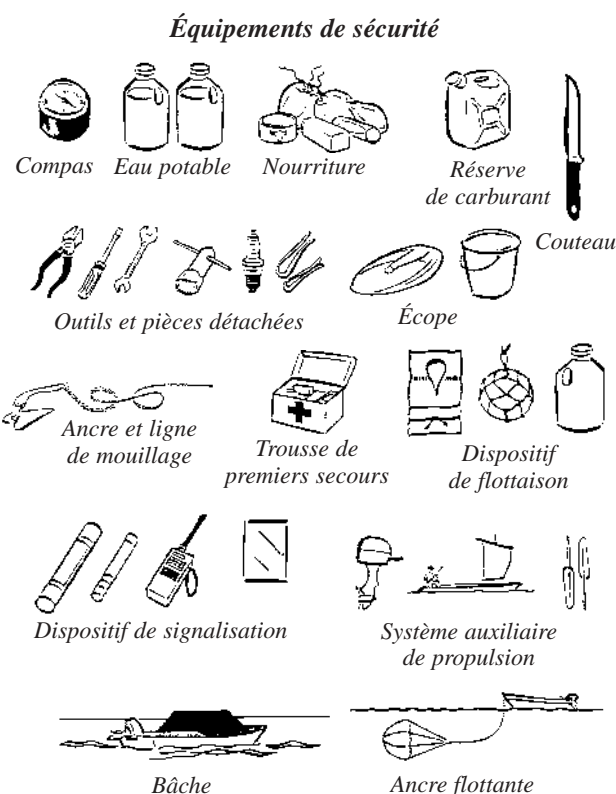 Équipements de sécurité
Compas
Eau potable
Nourriture
Réserve
de carburant
Couteau
Outils et pièces détachées
Écope
Ancre et ligne
de mouillage
Trousse de
premiers secours
Dispositif
de flottaison
Dispositif de signalisation
Système auxiliaire
de propulsion
Bâche
Ancre flottante